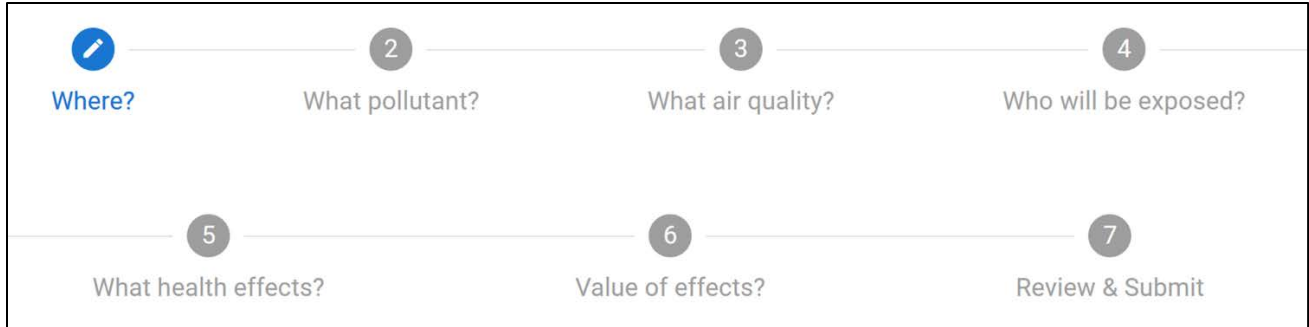 2 3 4
Where? What pollutant? What air quality? Who will be exposed?
5 6 7
What health effects? Value of effects? Review & Submit